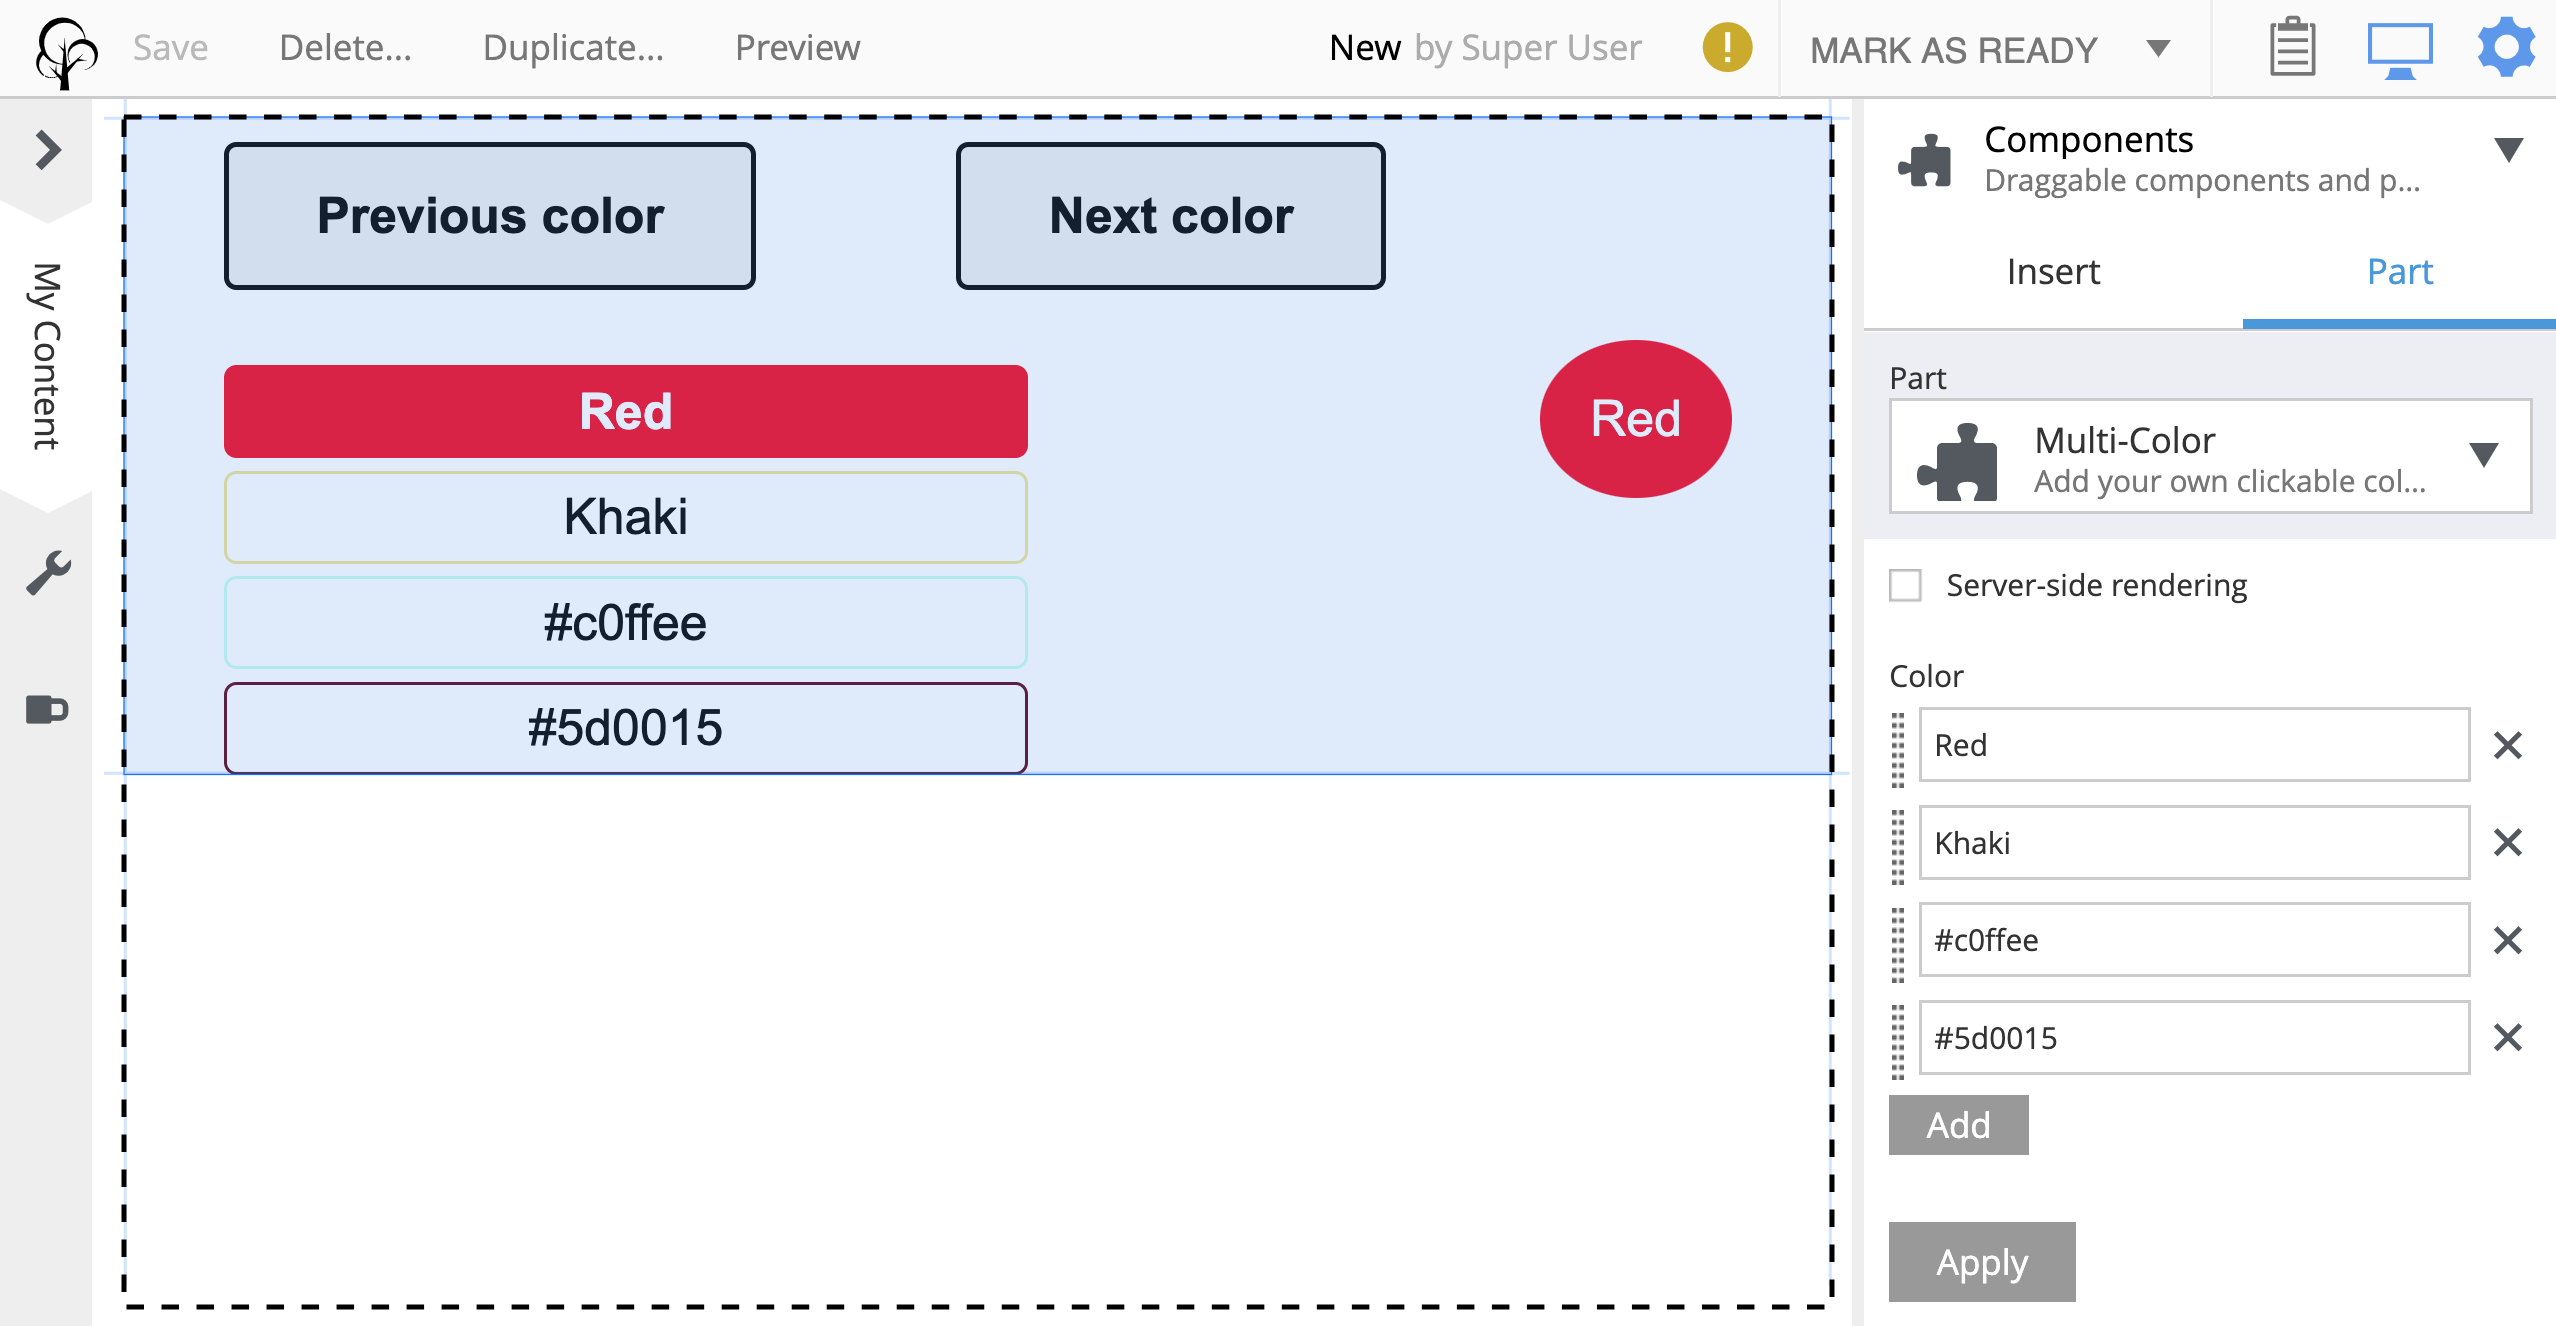 Save Delete... Duplicate... Preview New by Super User MARK AS READY
My Content
Previous color Next color
Red
Khaki
#c0ffee
#5d0015
Red
Components
Draggable components and p...
Insert Part
Part
Multi-Color
Add your own clickable col...
Server-side rendering
Color
Red
Khaki
#c0ffee
#5d0015
Add
Apply